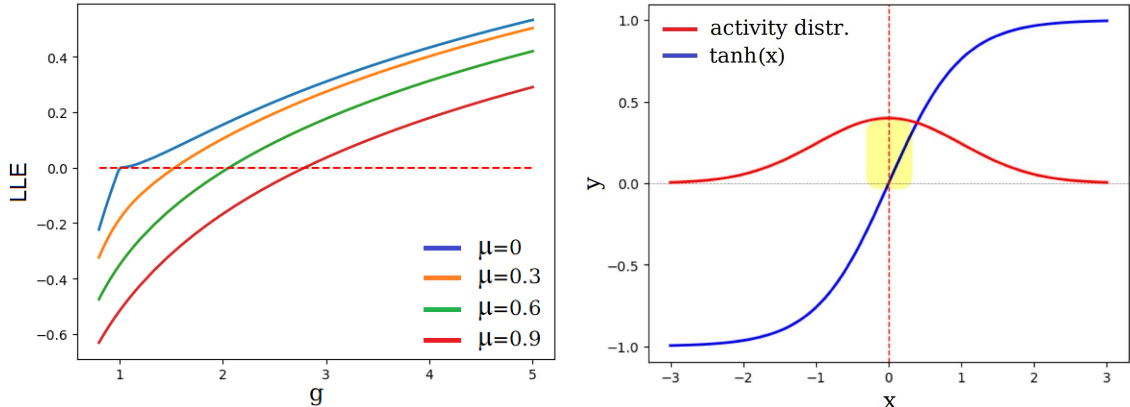 0.4
0.2
0.0
−0.2
−0.4
−0.6
LLE
1
2
3
4
5
g
μ=0
μ=0.3
μ=0.6
μ=0.9
1.0
0.5
0.0
−0.5
−1.0
y
−3
−2
−1
0
1
2
3
x
activity distr.
tanh(x)